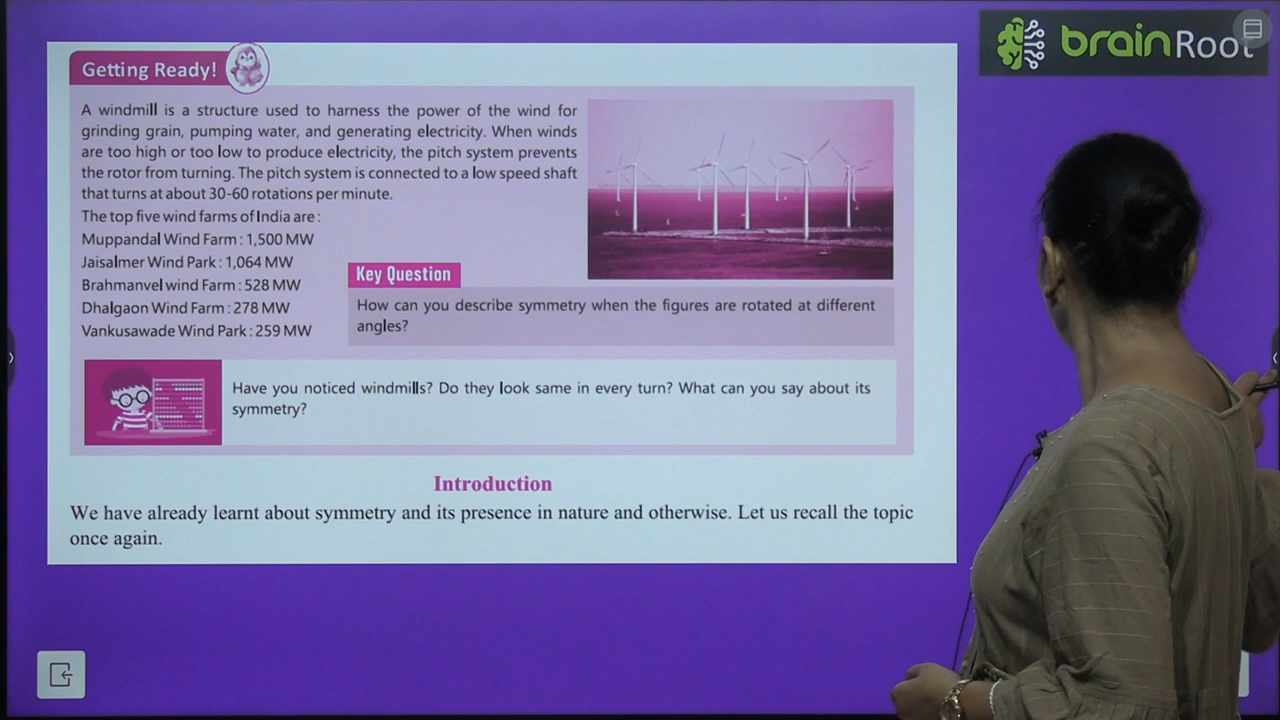 brainRoot
Getting Ready!
A windmill is a structure used to harness the power of the wind for
grinding grain, pumping water, and generating electricity. When winds
are too high or too low to produce electricity, the pitch system prevents
the rotor from turning. The pitch system is connected to a low speed shaft
that turns at about 30-60 rotations per minute.
The top five wind farms of India are :
Muppandal Wind Farm : 1,500 MW
Jaisalmer Wind Park : 1,064 MW
Brahmanvel wind Farm : 528 MW
Dhalgaon Wind Farm : 278 MW
Vankusawade Wind Park : 259 MW
Key Question
How can you describe symmetry when the figures are rotated at different
angles?
Have you noticed windmills? Do they look same in every turn? What can you say about its
symmetry?
Introduction
We have already learnt about symmetry and its presence in nature and otherwise. Let us recall the topic
once again.